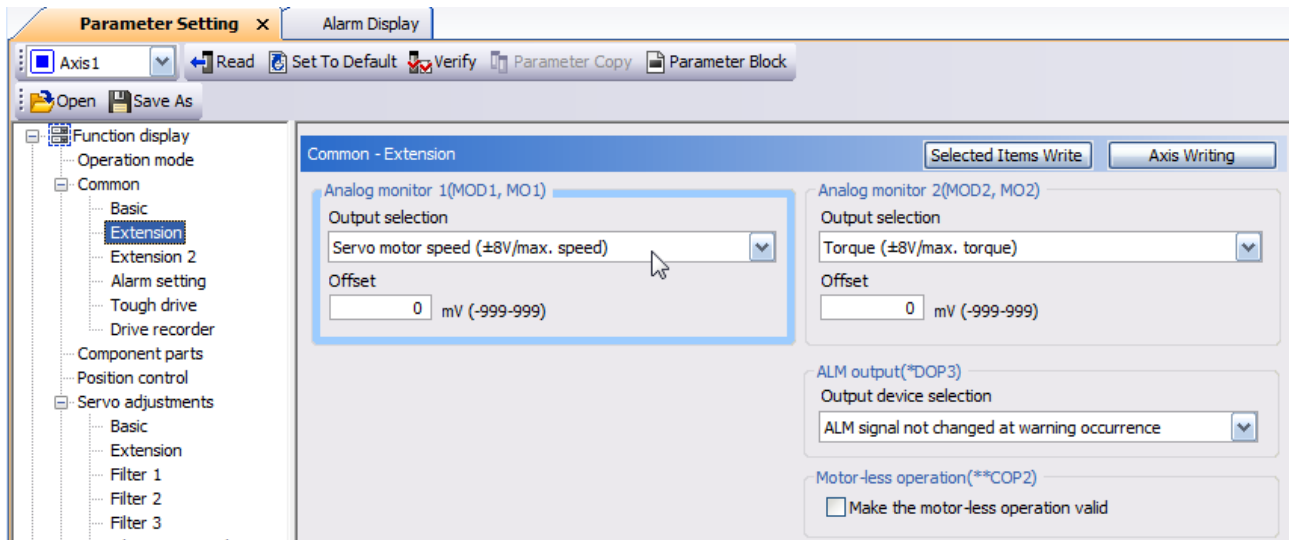 Parameter Setting X Alarm Display
Axis1 Read Set To Default Verify Parameter Copy Parameter Block
Open Save As
Function display
Operation mode
Common
Basic
Extension
Extension 2
Alarm setting
Tough drive
Drive recorder
Component parts
Position control
Servo adjustments
Basic
Extension
Filter 1
Filter 2
Filter 3
Common - Extension Selected Items Write Axis Writing
Analog monitor 1(MOD1, MO1)
Output selection
Servo motor speed (±8V/max. speed)
Offset
0 mV (-999-999)
Analog monitor 2(MOD2, MO2)
Output selection
Torque (±8V/max. torque)
Offset
0 mV (-999-999)
ALM output(*DOP3)
Output device selection
ALM signal not changed at warning occurrence
Motor-less operation(**COP2)
Make the motor-less operation valid